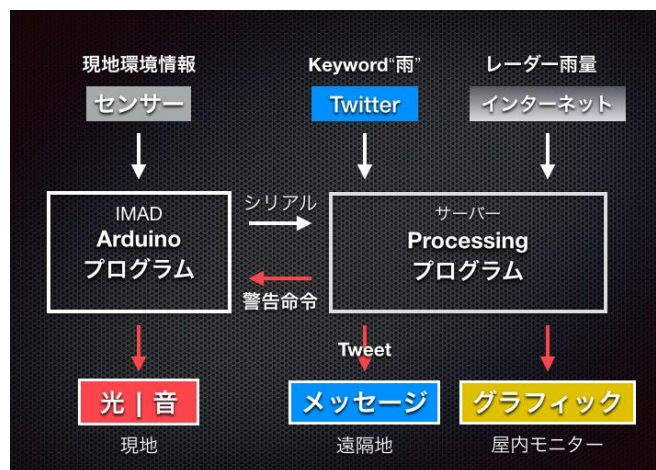 現地環境情報
Keyword“雨”
レーダー雨量
センサー
Twitter
インターネット
IMAD
Arduino
プログラム
シリアル
警告命令
サーバー
Processing
プログラム
Tweet
光 | 音
メッセージ
グラフィック
現地
遠隔地
屋内モニター